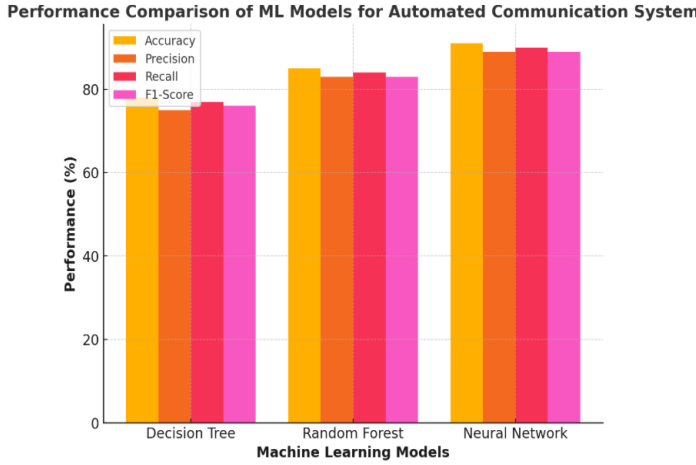 Performance Comparison of ML Models for Automated Communication System
Accuracy
Precision
Recall
F1-Score
80
60
40
20
0
Performance (%)
Decision Tree Random Forest Neural Network
Machine Learning Models